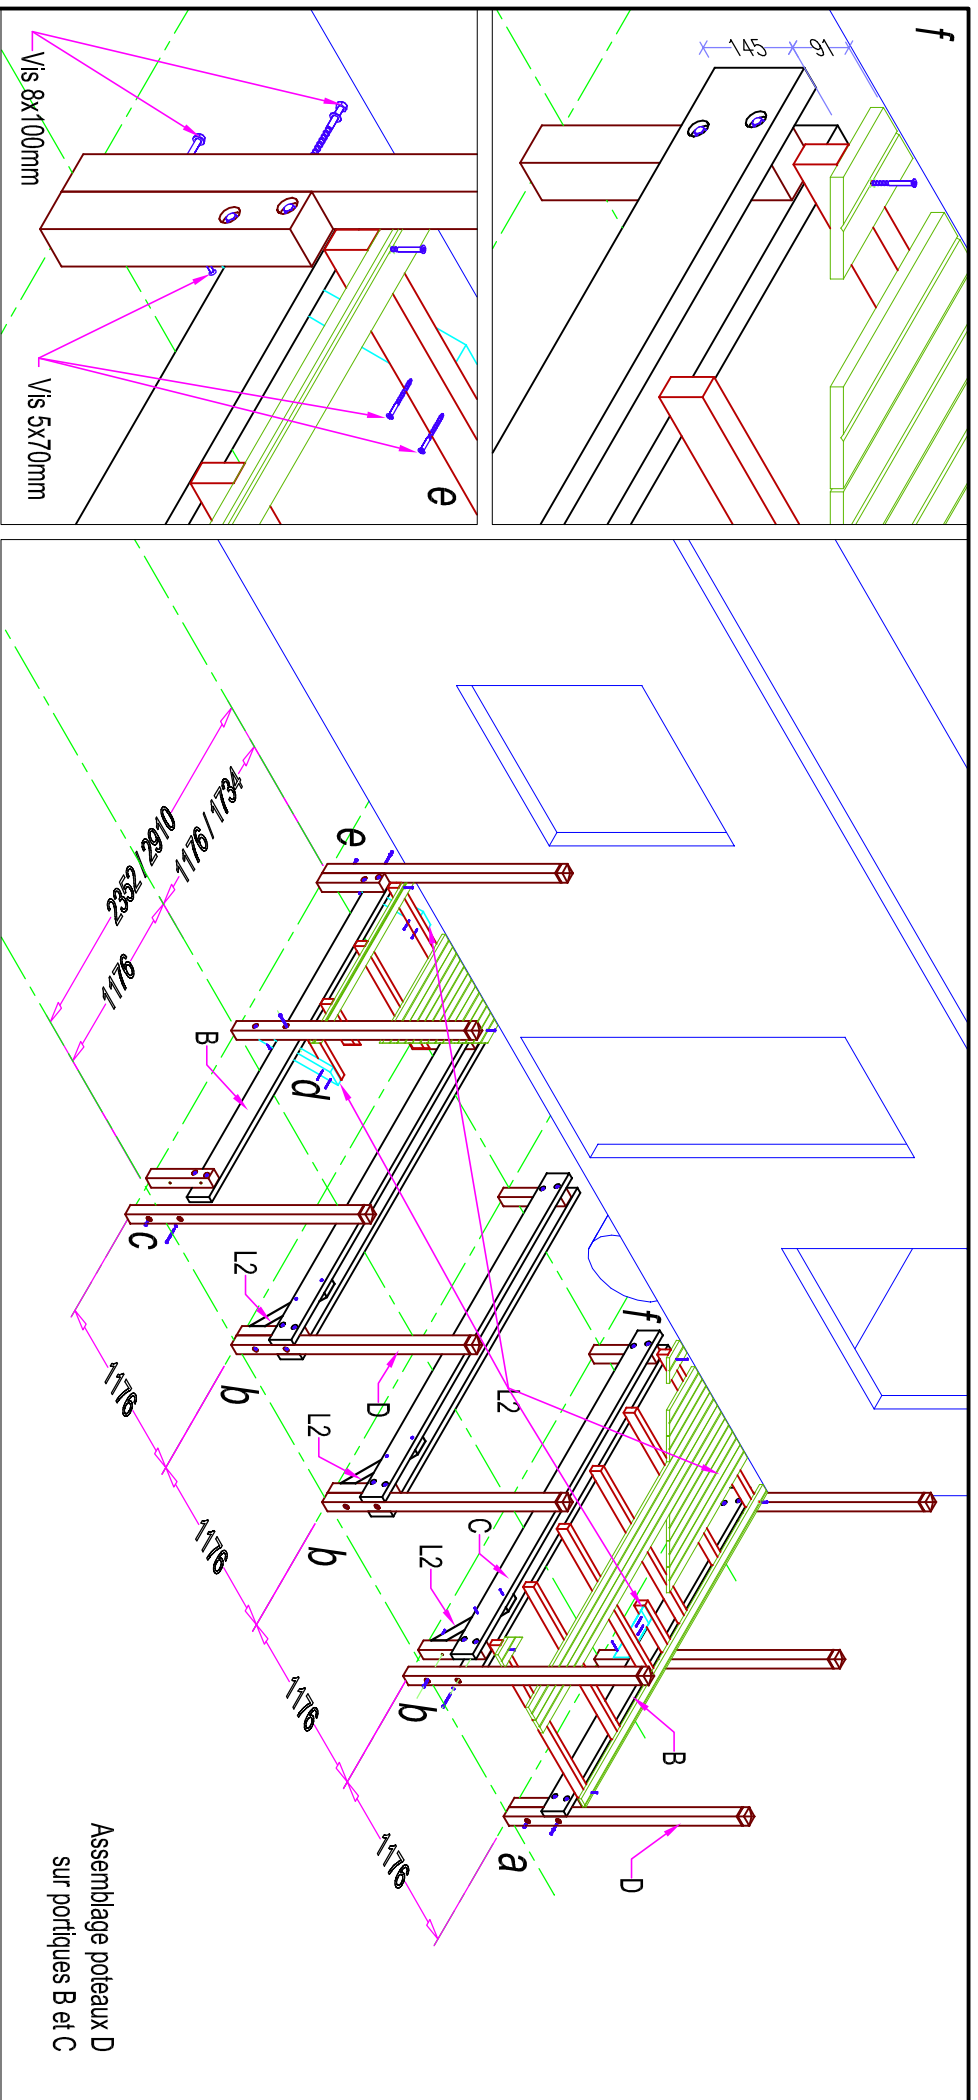 f
145
91
Vis 8x100mm
Vis 5x70mm
e
2352 / 2910
1176 / 1734
1176
e
B
d
c
L2
b
D
L2
b
L2
f
C
L2
b
B
a
D
1176
1176
1176
1176
Assemblage poteaux D
sur portiques B et C